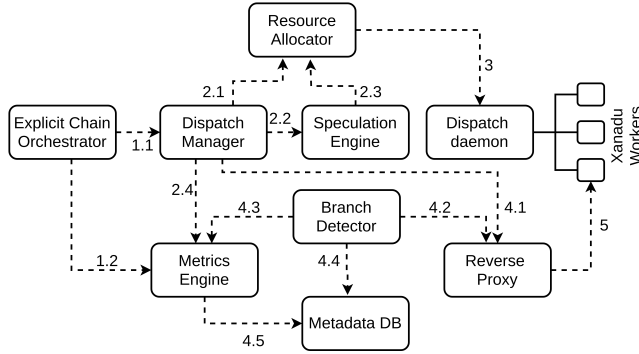 Resource
Allocator
3
2.1
2.3
Explicit Chain
Orchestrator
1.1
Dispatch
Manager
2.2
Speculation
Engine
Dispatch
daemon
Xanadu
Workers
2.4
4.3
Branch
Detector
4.2
4.1
5
1.2
Metrics
Engine
4.4
Reverse
Proxy
4.5
Metadata DB